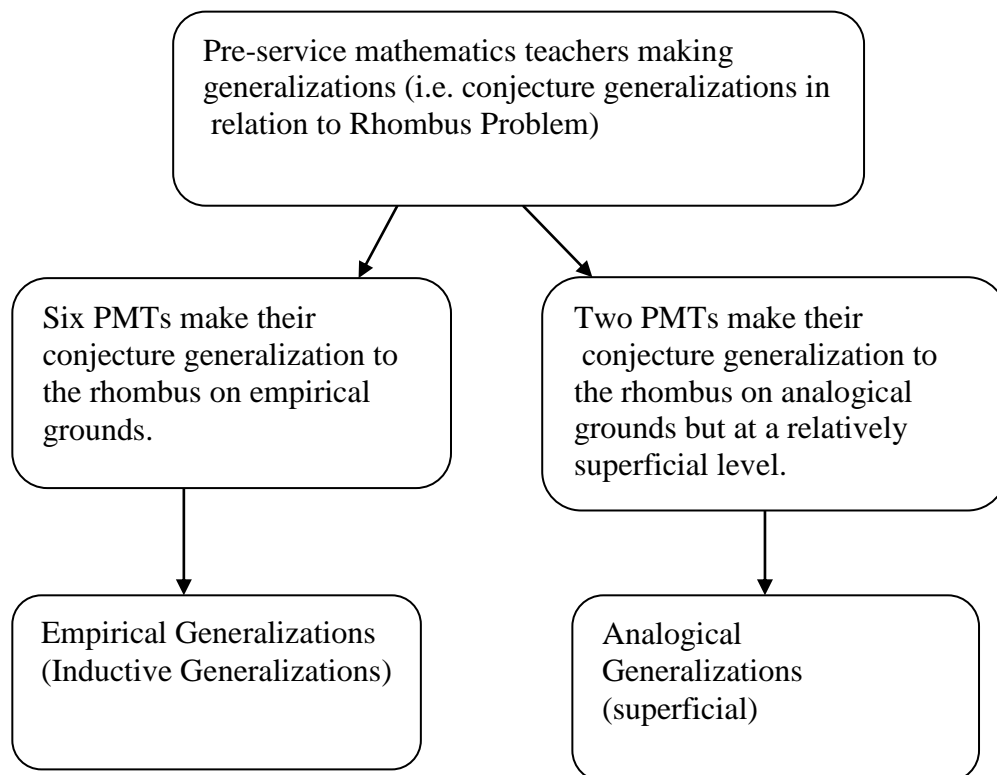 Pre-service mathematics teachers making
generalizations (i.e. conjecture generalizations in
relation to Rhombus Problem)
Six PMTs make their
conjecture generalization to
the rhombus on empirical
grounds.
Two PMTs make their
conjecture generalization to
the rhombus on analogical
grounds but at a relatively
superficial level.
Empirical Generalizations
(Inductive Generalizations)
Analogical
Generalizations
(superficial)